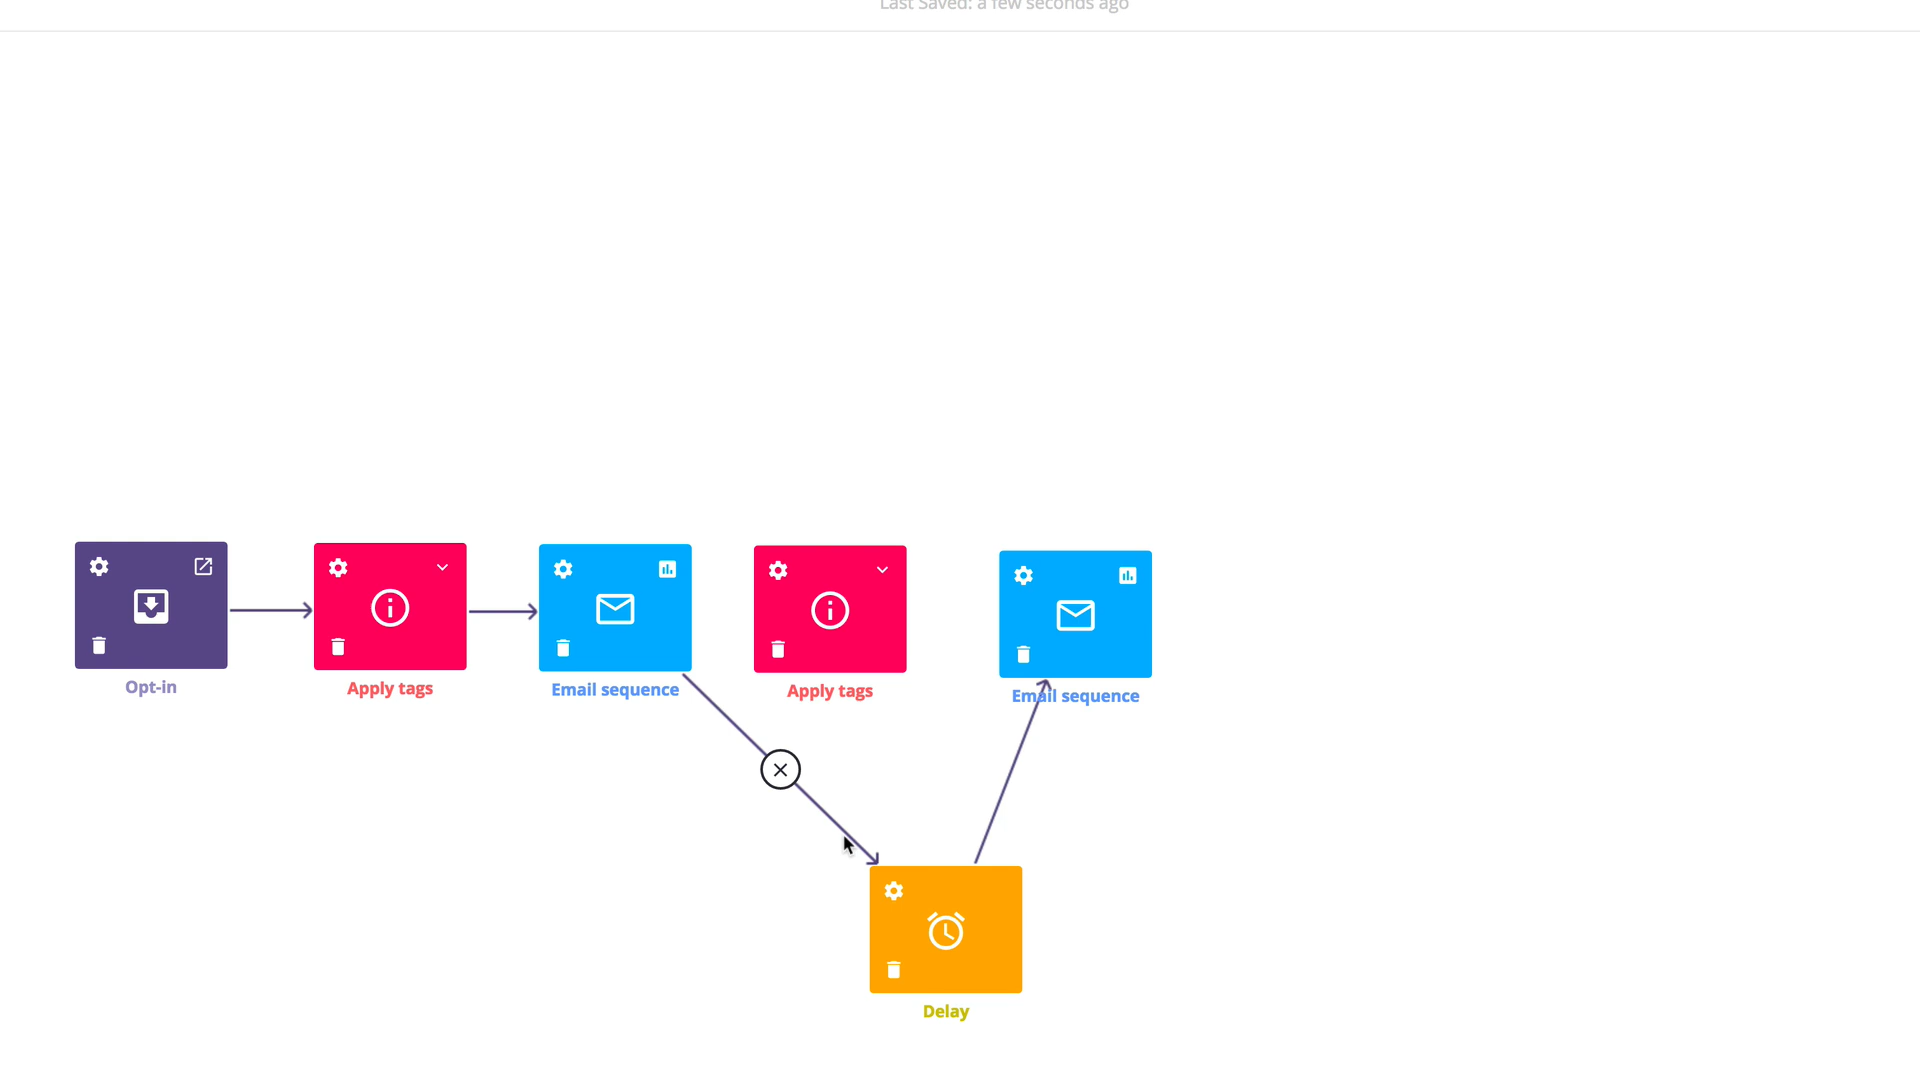 Last Saved: a few seconds ago
Opt-in
Apply tags
Email sequence
Apply tags
Email sequence
Delay